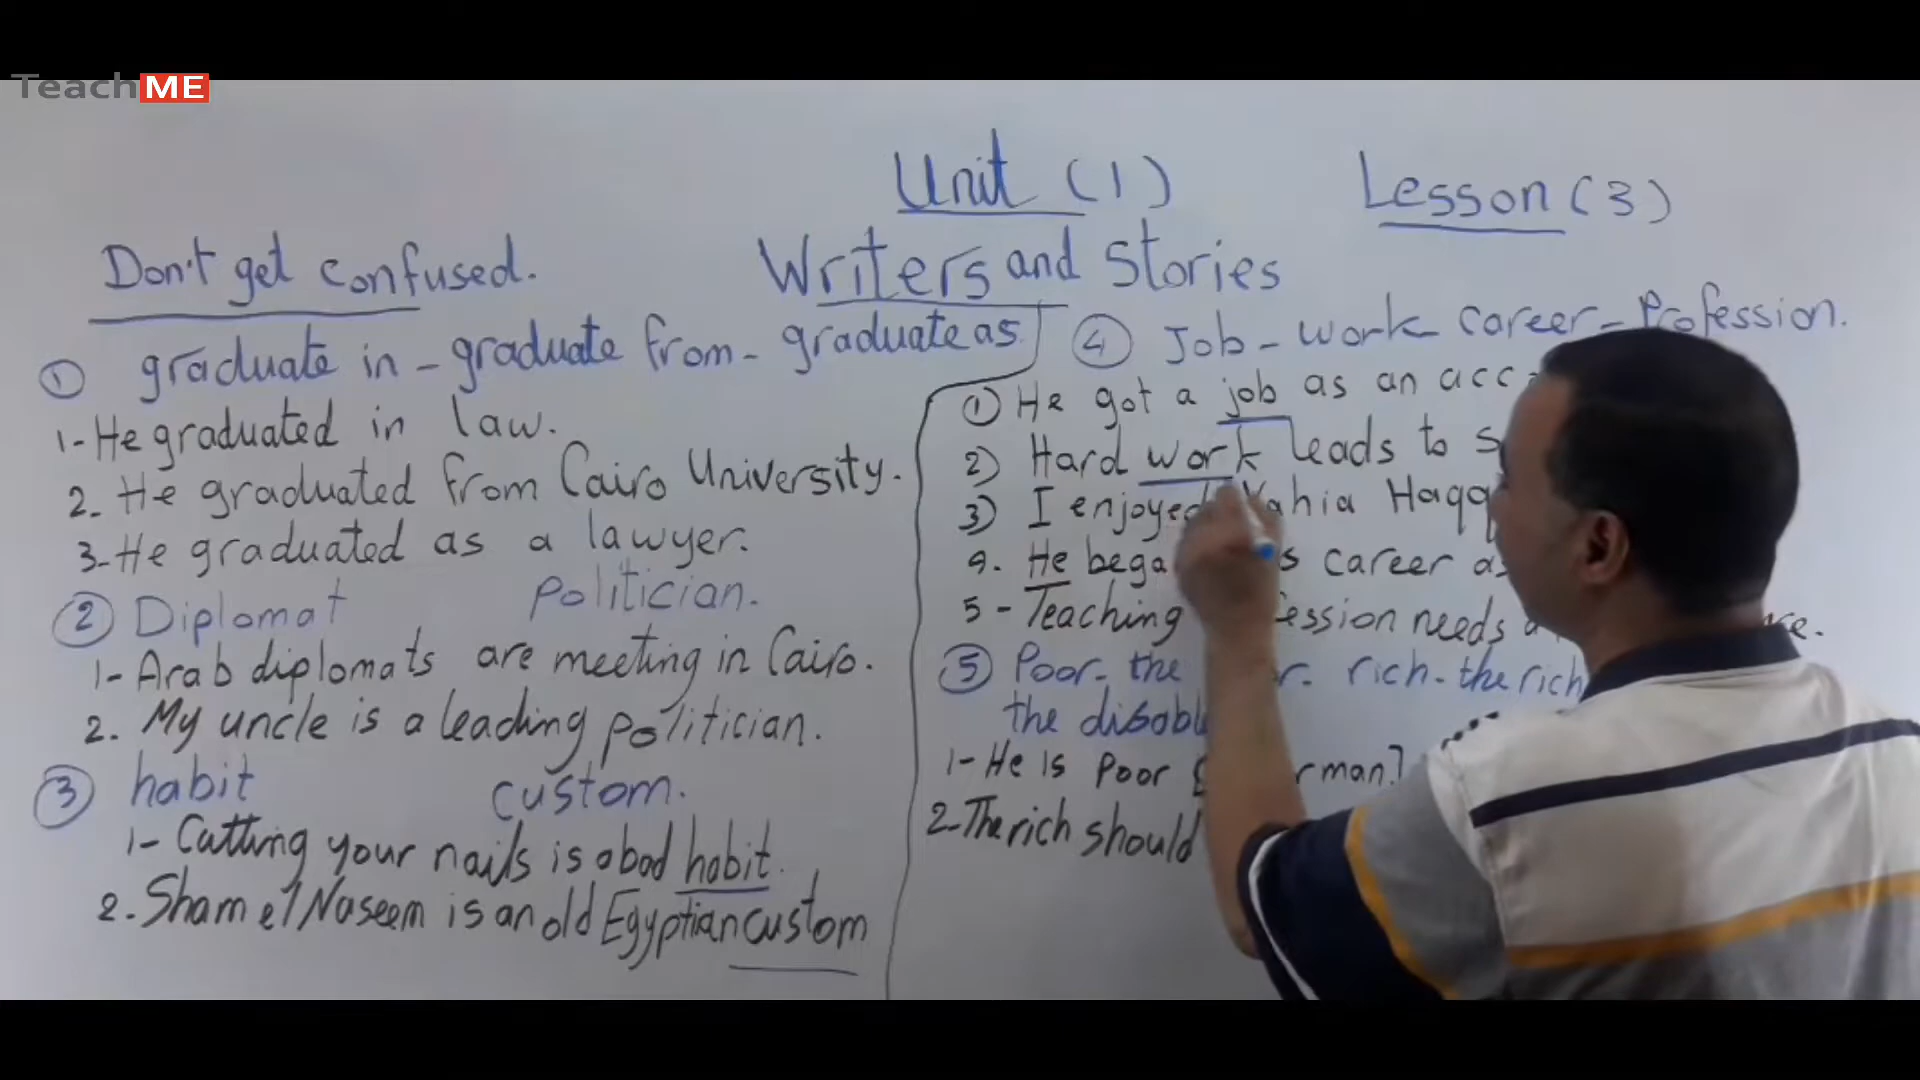 TeachME
Unit (1)
Lesson (3)
Writers and Stories
Don't get confused.
① graduate in - graduate from - graduate as
1- He graduated in law.
2. He graduated from Cairo University.
3- He graduated as a lawyer.
② Diplomat Politician.
1- Arab diplomats are meeting in Cairo.
2. My uncle is a leading politician.
③ habit custom.
1- Cutting your nails is a bad habit.
2. Sham el Naseem is an old Egyptian custom
④ Job - work career - Profession.
① He got a job as an
2) Hard work leads to
3) I enjoyed Yahia
4. He career
5 - Teaching needs
⑤ Poor - the rich - the rich
the
1- He is Poor
2- The rich should